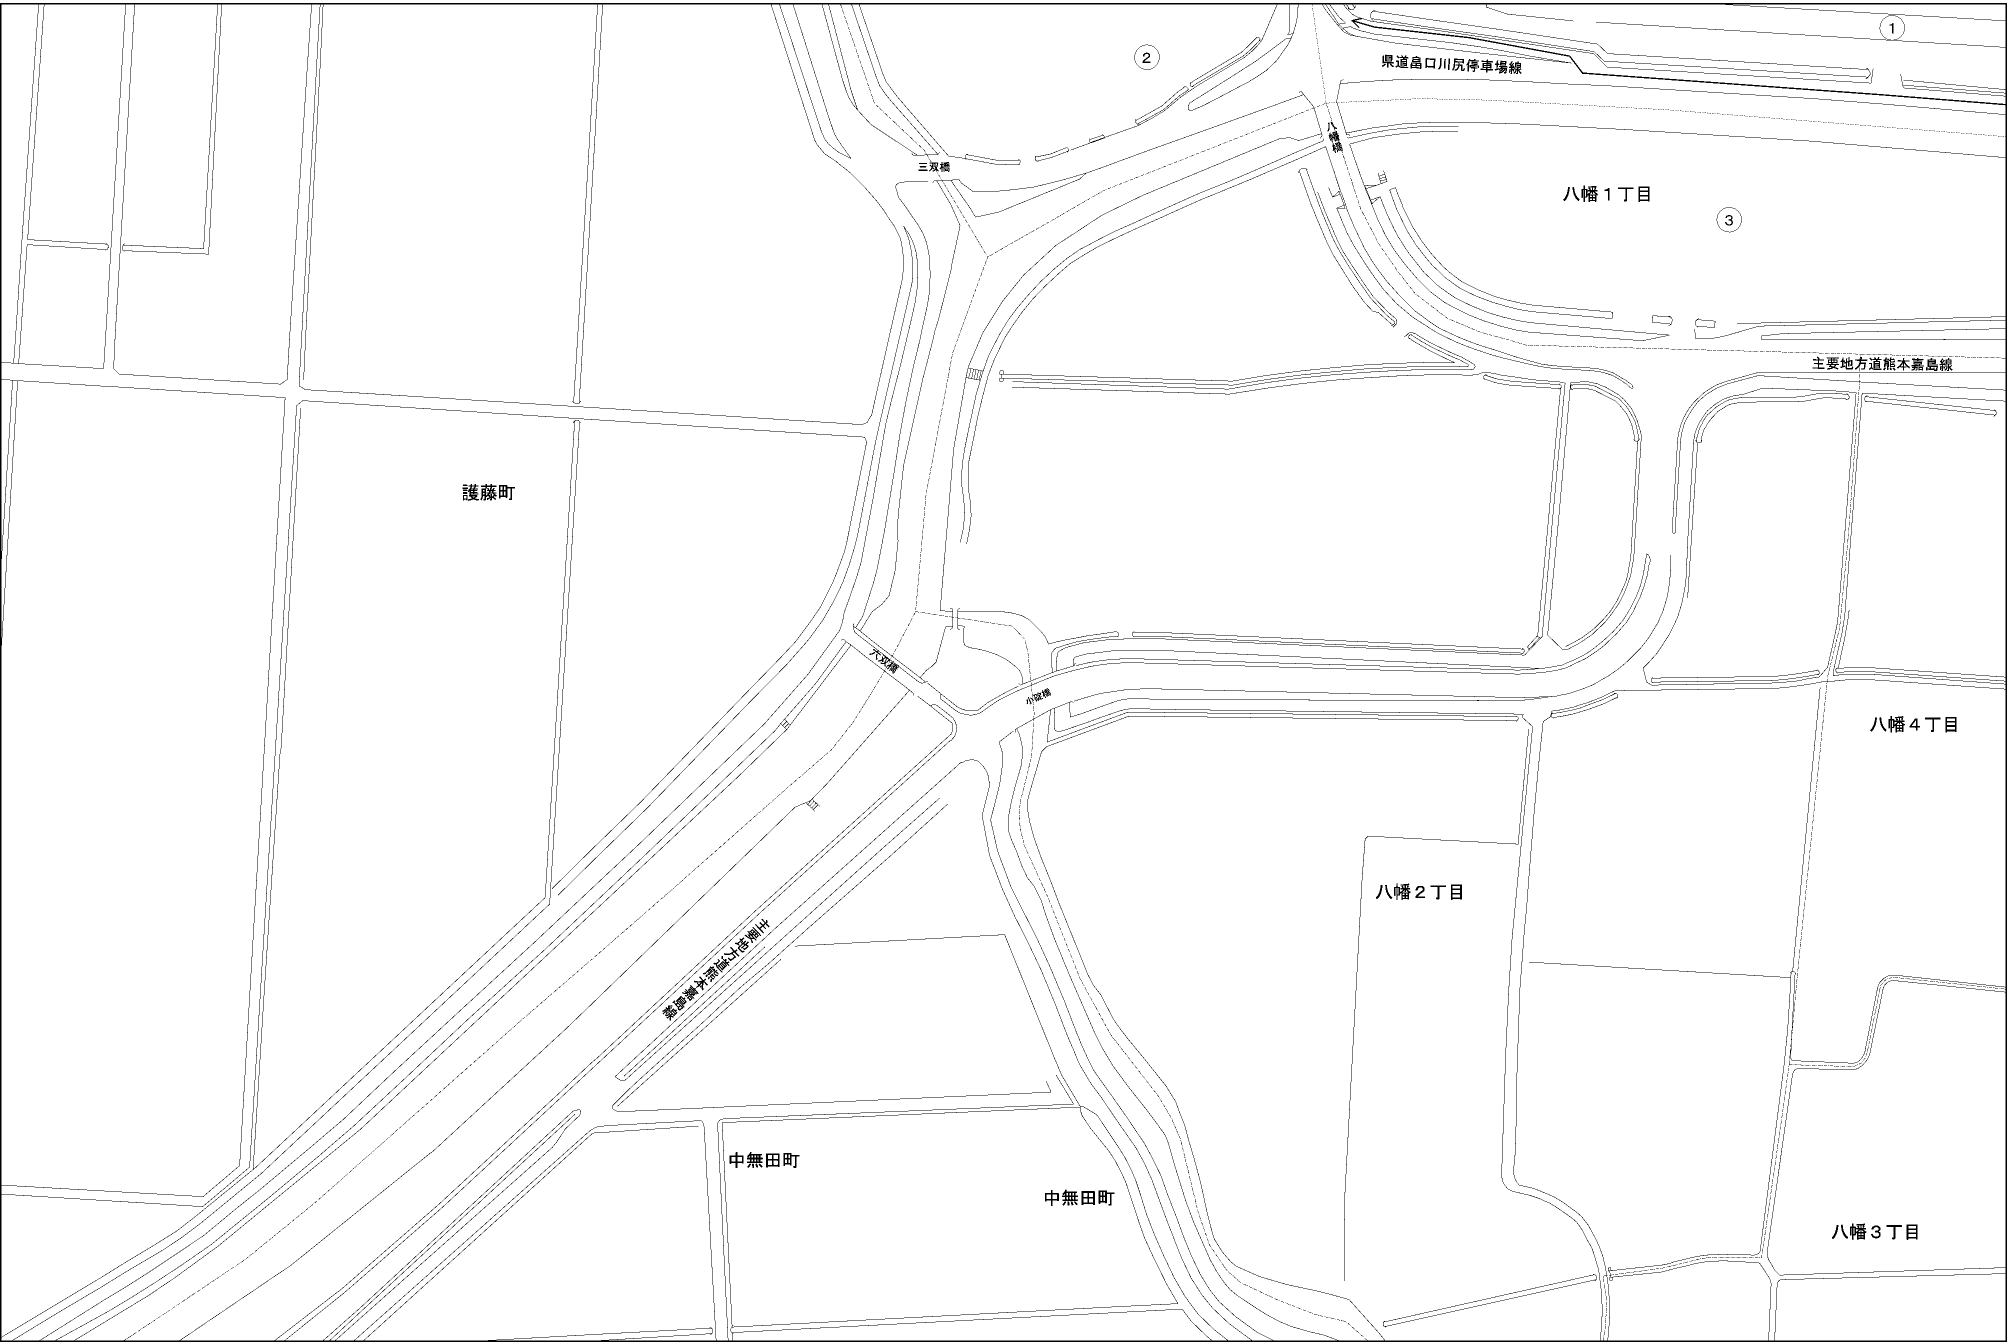 ①
②
県道畠口川尻停車場線
八幡橋
三双橋
八幡１丁目
③
主要地方道熊本嘉島線
護藤町
六双橋
小碇橋
八幡４丁目
八幡２丁目
主要地方道熊本嘉島線
中無田町
中無田町
八幡３丁目